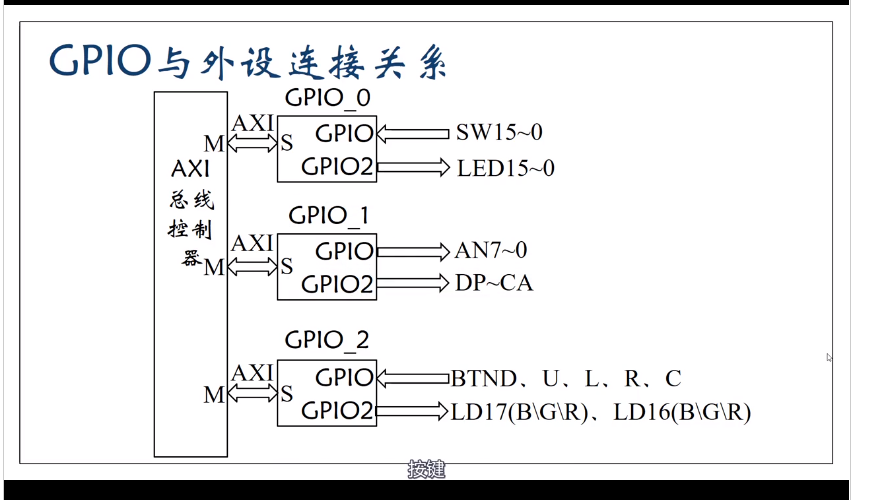 GPIO与外设连接关系
GPIO_0
AXI
M
S
GPIO
SW15~0
GPIO2
LED15~0
AXI
总线
控制
器
GPIO_1
AXI
M
S
GPIO
AN7~0
GPIO2
DP~CA
GPIO_2
AXI
M
S
GPIO
BTND、U、L、R、C
GPIO2
LD17(B\G\R)、LD16(B\G\R)
按键